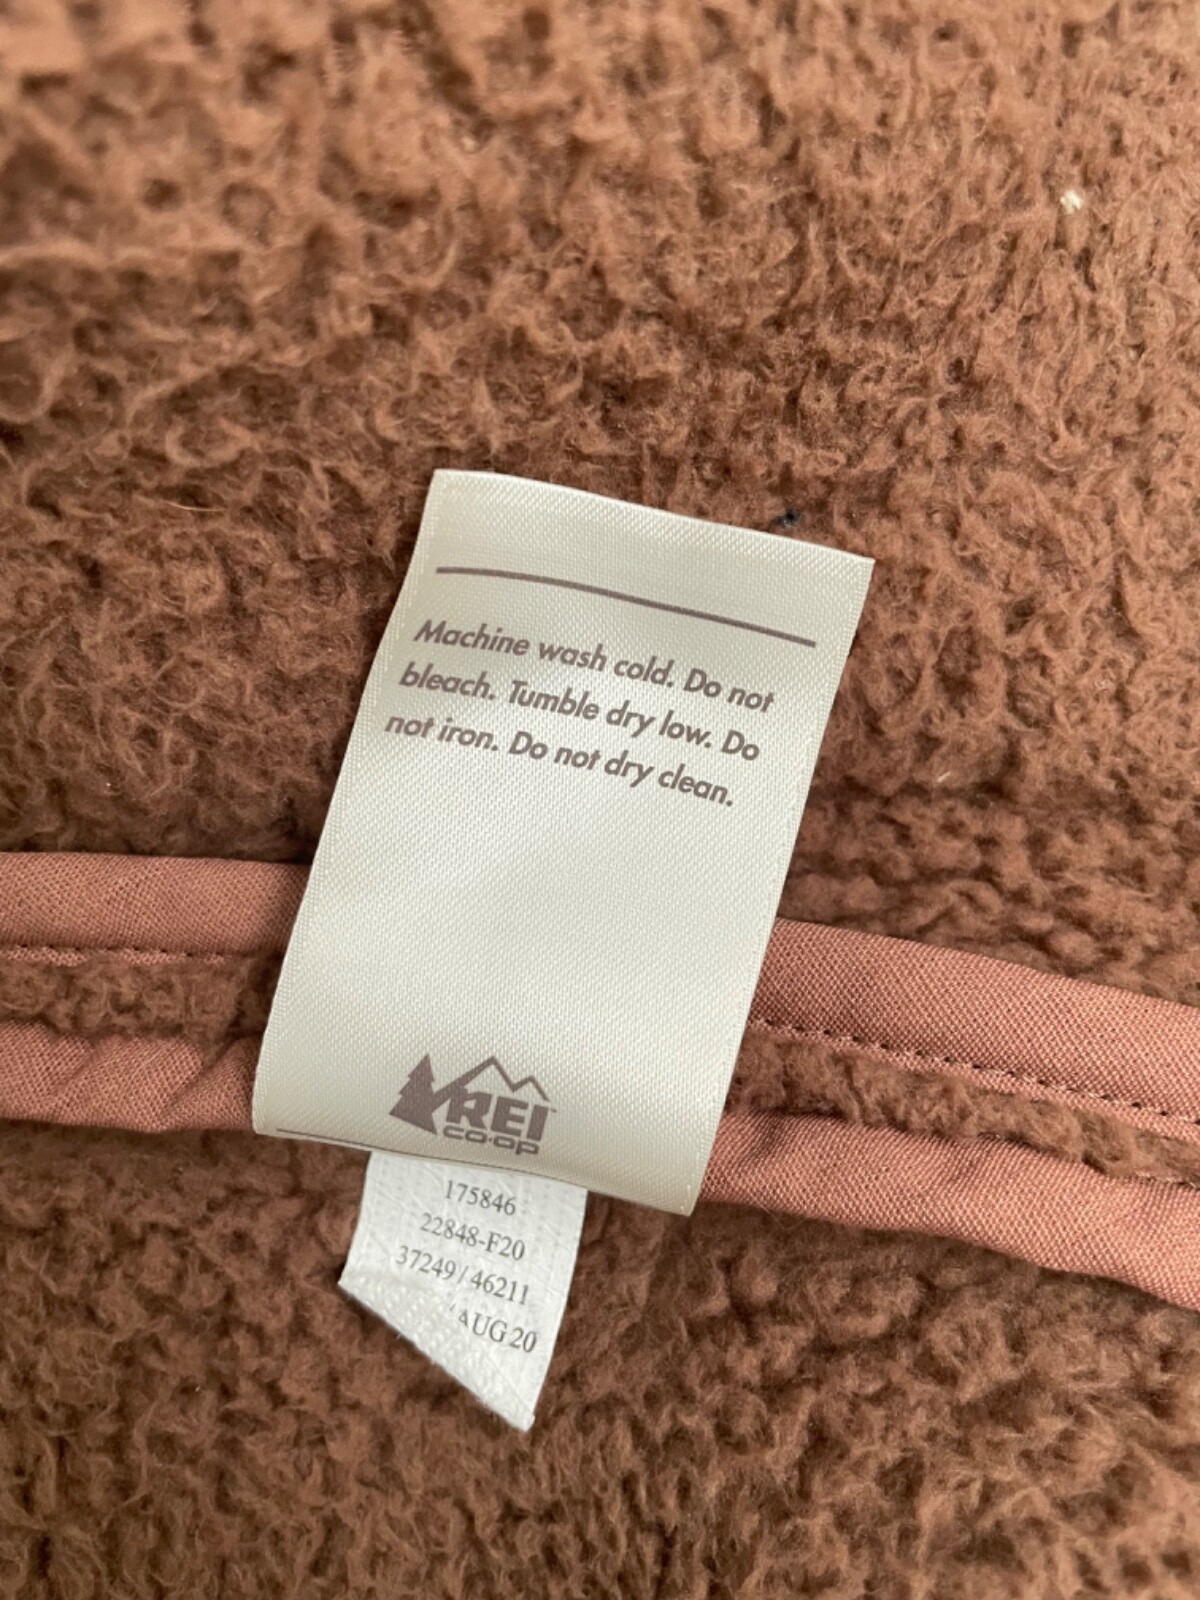 Machine wash cold. Do not
bleach. Tumble dry low. Do
not iron. Do not dry clean.
REI™
co·op
175846
22848-F20
37249/46211
AUG 20